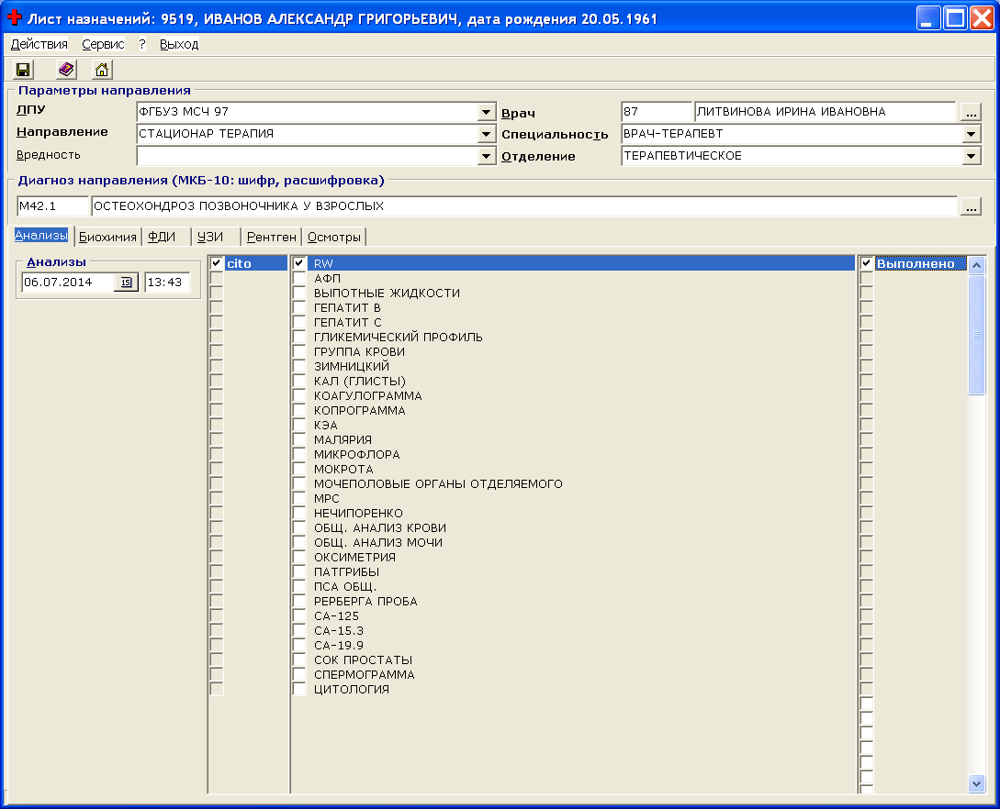 Лист назначений: 9519, ИВАНОВ АЛЕКСАНДР ГРИГОРЬЕВИЧ, дата рождения 20.05.1961
Действия Сервис ? Выход
Параметры направления
ЛПУ ФГБУЗ МСЧ 97 Врач 87 ЛИТВИНОВА ИРИНА ИВАНОВНА ...
Направление СТАЦИОНАР ТЕРАПИЯ Специальность ВРАЧ-ТЕРАПЕВТ
Вредность Отделение ТЕРАПЕВТИЧЕСКОЕ
Диагноз направления (МКБ-10: шифр, расшифровка)
М42.1 ОСТЕОХОНДРОЗ ПОЗВОНОЧНИКА У ВЗРОСЛЫХ ...
Анализы Биохимия ФДИ УЗИ Рентген Осмотры
Анализы
06.07.2014 15 13:43
cito RW Выполнено
АФП
ВЫПОТНЫЕ ЖИДКОСТИ
ГЕПАТИТ В
ГЕПАТИТ С
ГЛИКЕМИЧЕСКИЙ ПРОФИЛЬ
ГРУППА КРОВИ
ЗИМНИЦКИЙ
КАЛ (ГЛИСТЫ)
КОАГУЛОГРАММА
КОПРОГРАММА
КЭА
МАЛЯРИЯ
МИКРОФЛОРА
МОКРОТА
МОЧЕПОЛОВЫЕ ОРГАНЫ ОТДЕЛЯЕМОГО
МРС
НЕЧИПОРЕНКО
ОБЩ. АНАЛИЗ КРОВИ
ОБЩ. АНАЛИЗ МОЧИ
ОКСИМЕТРИЯ
ПАТГРИБЫ
ПСА ОБЩ.
РЕРБЕРГА ПРОБА
СА-125
СА-15.3
СА-19.9
СОК ПРОСТАТЫ
СПЕРМОГРАММА
ЦИТОЛОГИЯ